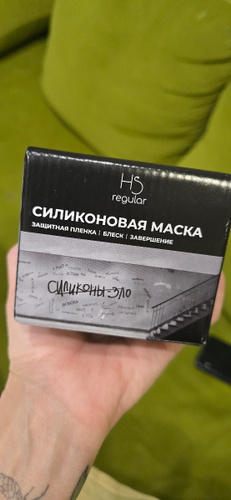 HS
regular
СИЛИКОНОВАЯ МАСКА
ЗАЩИТНАЯ ПЛЕНКА | БЛЕСК | ЗАВЕРШЕНИЕ
СИЛИКОНЫ-ЗЛО